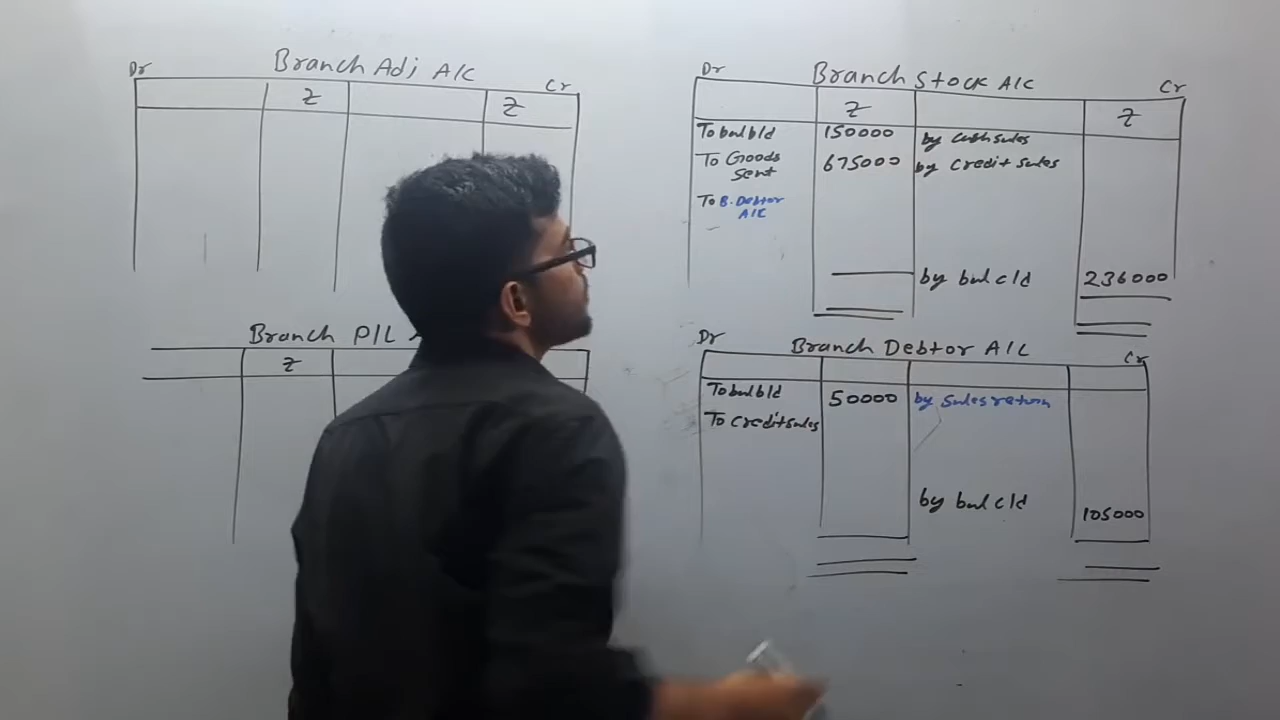 Dr Branch Adj A/C Cr
Z Z
Branch P/L
Z
Dr Branch Stock A/C Cr
Z Z
To bal b/d 150000 by Cash sales
To Goods 675000 by Credit sales
Sent
To B. Debtor
A/C
by bal c/d 236000
Dr Branch Debtor A/C Cr
To bal b/d 50000 by Sales return
To Credit sales
by bal c/d 105000